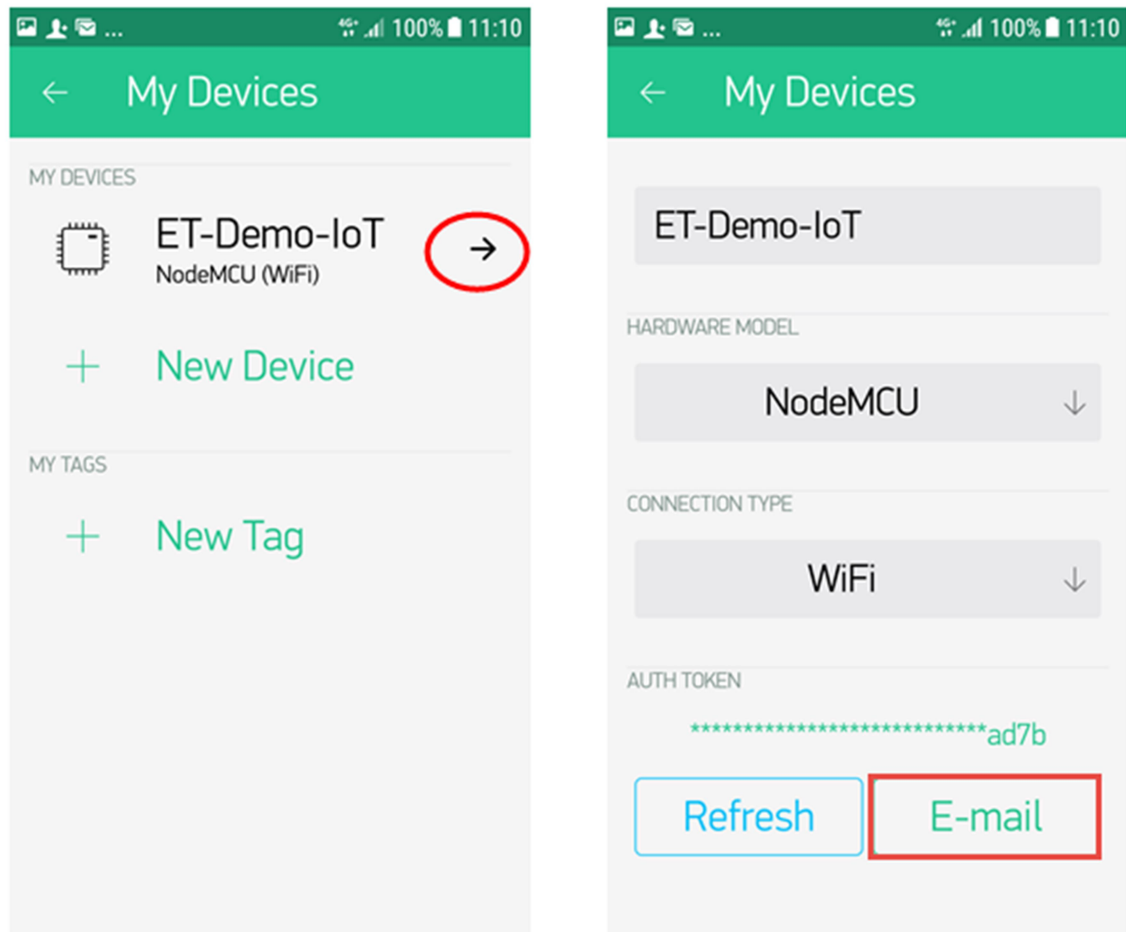 ... 4G+ 100% 11:10
My Devices
MY DEVICES
ET-Demo-IoT
NodeMCU (WiFi)
New Device
MY TAGS
New Tag
... 4G+ 100% 11:10
My Devices
ET-Demo-IoT
HARDWARE MODEL
NodeMCU
CONNECTION TYPE
WiFi
AUTH TOKEN
****************************ad7b
Refresh
E-mail